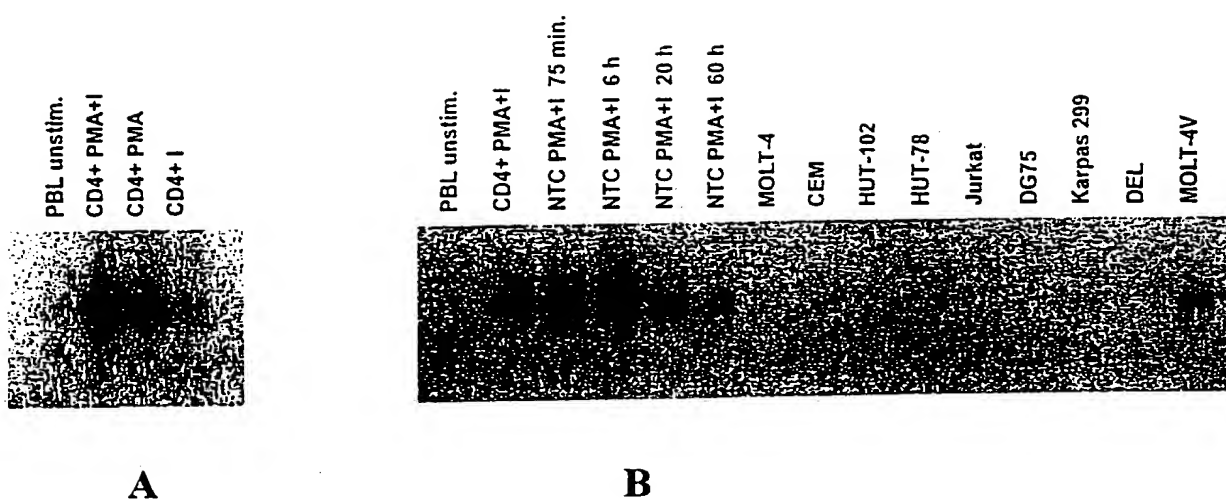 PBL unstim.
CD4+ PMA+I
CD4+ PMA
CD4+ I
PBL unstim.
CD4+ PMA+I
NTC PMA+I 75 min.
NTC PMA+I 6 h
NTC PMA+I 20 h
NTC PMA+I 60 h
MOLT-4
CEM
HUT-102
HUT-78
Jurkat
DG75
Karpas 299
DEL
MOLT-4V
A
B